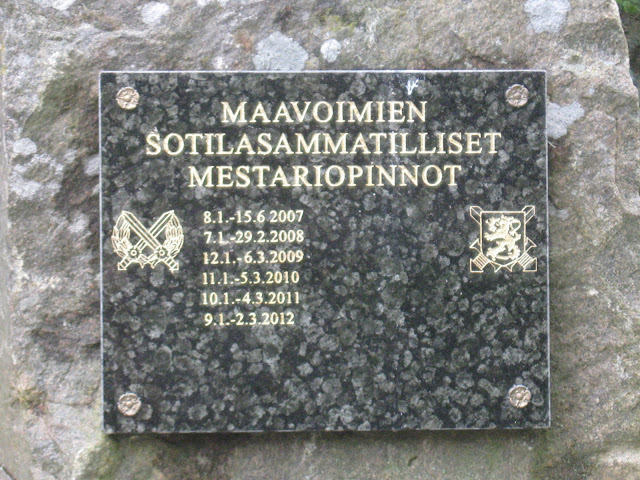 MAAVOIMIEN
SOTILASAMMATILLISET
MESTARIOPINNOT
8.1.-15.6 2007
7.1.-29.2.2008
12.1.-6.3.2009
11.1.-5.3.2010
10.1.-4.3.2011
9.1.-2.3.2012